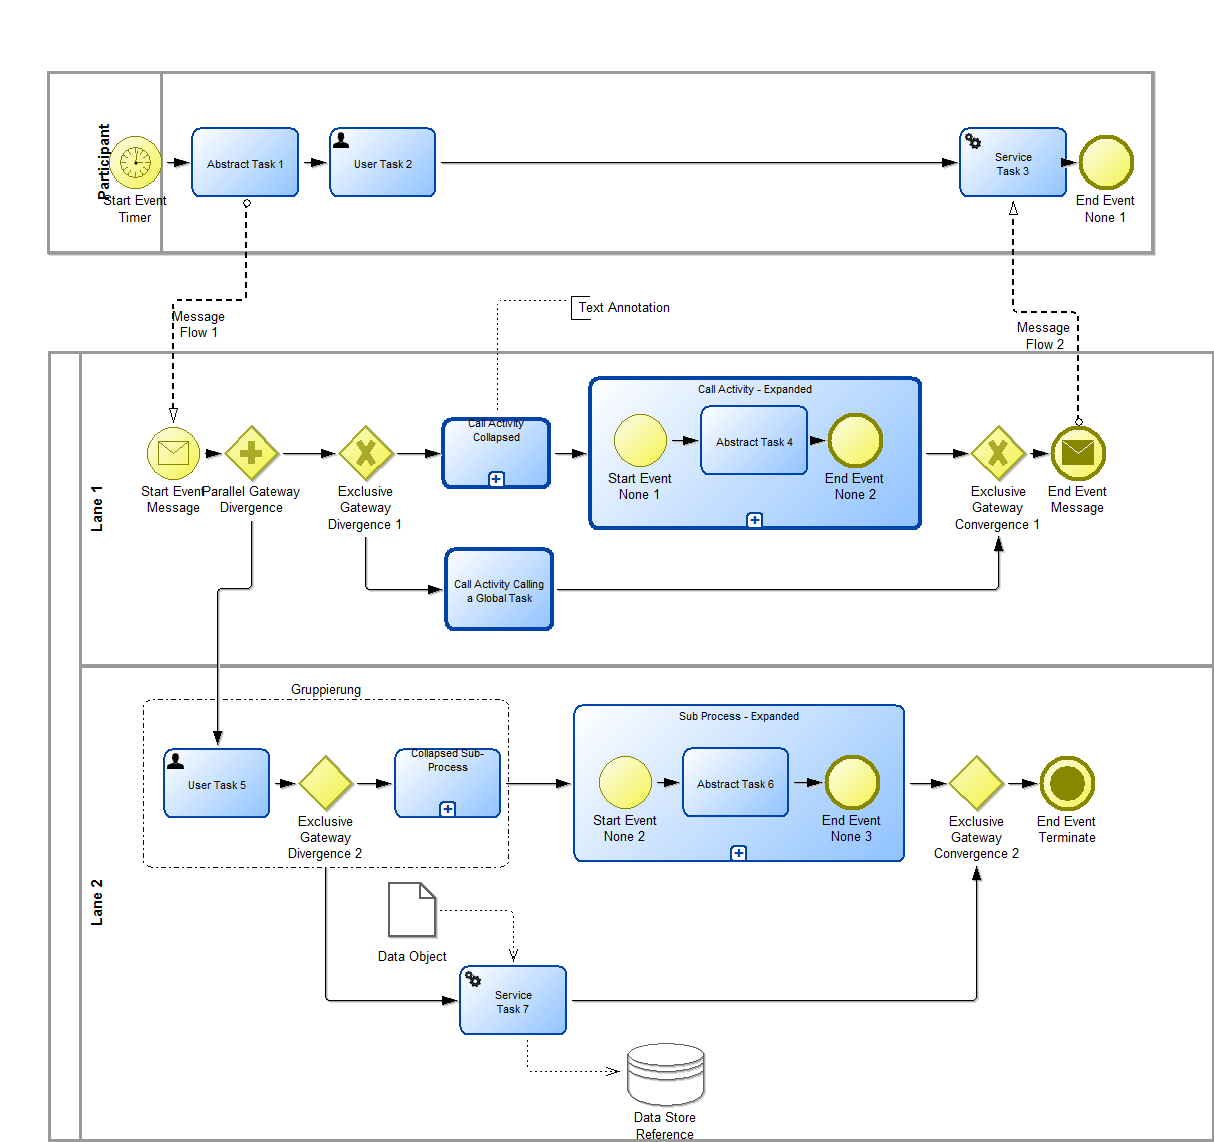 Participant
Start Event
Timer
Abstract Task 1
User Task 2
Service
Task 3
End Event
None 1
Message
Flow 1
Text Annotation
Message
Flow 2
Lane 1
Start Event
Message
Parallel Gateway
Divergence
Exclusive
Gateway
Divergence 1
Call Activity
Collapsed
Call Activity - Expanded
Start Event
None 1
Abstract Task 4
End Event
None 2
Exclusive
Gateway
Convergence 1
End Event
Message
Call Activity Calling
a Global Task
Lane 2
Gruppierung
User Task 5
Exclusive
Gateway
Divergence 2
Collapsed Sub-
Process
Sub Process - Expanded
Start Event
None 2
Abstract Task 6
End Event
None 3
Exclusive
Gateway
Convergence 2
End Event
Terminate
Data Object
Service
Task 7
Data Store
Reference